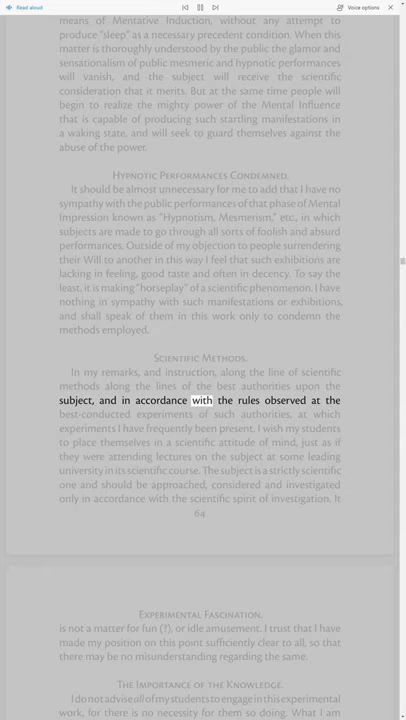 Read aloud
Voice options
means of Mentative Induction, without any attempt to
produce "sleep" as a necessary precedent condition. When this
matter is thoroughly understood by the public the glamor and
sensationalism of public mesmeric and hypnotic performances
will vanish, and the subject will receive the scientific
consideration that it merits. But at the same time people will
begin to realize the mighty power of the Mental Influence
that is capable of producing such startling manifestations in
a waking state, and will seek to guard themselves against the
abuse of the power.
Hypnotic Performances Condemned.
It should be almost unnecessary for me to add that I have no
sympathy with the public performances of that phase of Mental
Impression known as "Hypnotism, Mesmerism," etc., in which
subjects are made to go through all sorts of foolish and absurd
performances. Outside of my objection to people surrendering
their Will to another in this way I feel that such exhibitions are
lacking in feeling, good taste and often in decency. To say the
least, it is making "horseplay" of a scientific phenomenon. I have
nothing in sympathy with such manifestations or exhibitions,
and shall speak of them in this work only to condemn the
methods employed.
Scientific Methods.
In my remarks, and instruction, along the line of scientific
methods along the lines of the best authorities upon the
subject, and in accordance with the rules observed at the
best-conducted experiments of such authorities, at which
experiments I have frequently been present. I wish my students
to place themselves in a scientific attitude of mind, just as if
they were attending lectures on the subject at some leading
university in its scientific course. The subject is a strictly scientific
one and should be approached, considered and investigated
only in accordance with the scientific spirit of investigation. It
64
Experimental Fascination.
is not a matter for fun (?), or idle amusement. I trust that I have
made my position on this point sufficiently clear to all, so that
there may be no misunderstanding regarding the same.
The Importance of the Knowledge.
I do not advise all of my students to engage in this experimental
work, for there is no necessity for them so doing. What I am